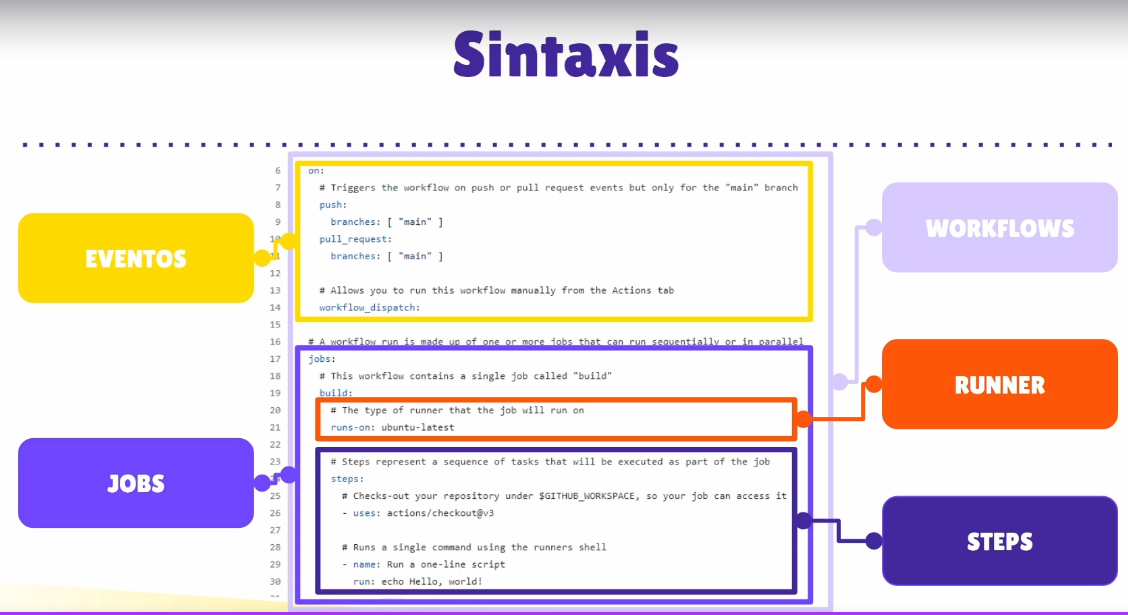 Sintaxis
EVENTOS
JOBS
WORKFLOWS
RUNNER
STEPS
6 on:
7 # Triggers the workflow on push or pull request events but only for the "main" branch
8 push:
9 branches: [ "main" ]
10 pull_request:
11 branches: [ "main" ]
12
13 # Allows you to run this workflow manually from the Actions tab
14 workflow_dispatch:
15
16 # A workflow run is made up of one or more jobs that can run sequentially or in parallel
17 jobs:
18 # This workflow contains a single job called "build"
19 build:
20 # The type of runner that the job will run on
21 runs-on: ubuntu-latest
22
23 # Steps represent a sequence of tasks that will be executed as part of the job
steps:
25 # Checks-out your repository under $GITHUB_WORKSPACE, so your job can access it
26 - uses: actions/checkout@v3
27
28 # Runs a single command using the runners shell
29 - name: Run a one-line script
30 run: echo Hello, world!